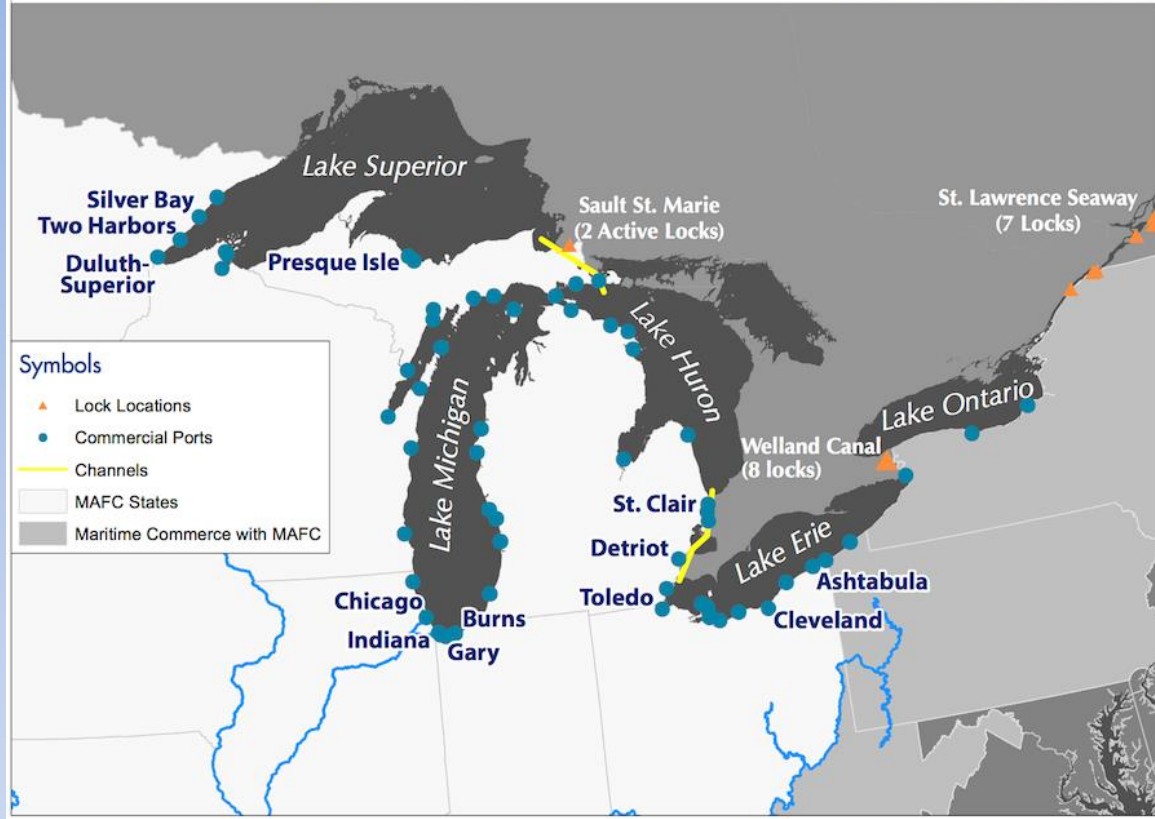 Lake Superior
Silver Bay
Two Harbors
Duluth-
Superior
Presque Isle
Sault St. Marie
(2 Active Locks)
St. Lawrence Seaway
(7 Locks)
Lake Huron
Lake Michigan
Lake Ontario
Welland Canal
(8 locks)
Symbols
Lock Locations
Commercial Ports
Channels
MAFC States
Maritime Commerce with MAFC
St. Clair
Detriot
Lake Erie
Toledo
Ashtabula
Cleveland
Chicago
Burns
Indiana
Gary